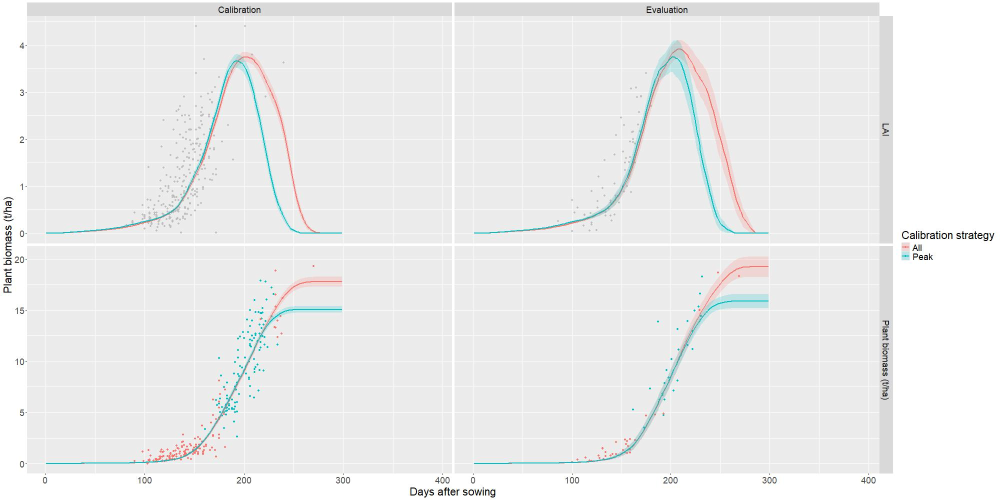 Calibration
Evaluation
4
3
2
1
0
LAI
20
15
10
5
0
Plant biomass (t/ha)
Plant biomass (t/ha)
0 100 200 300 400
0 100 200 300 400
Days after sowing
Calibration strategy
All
Peak